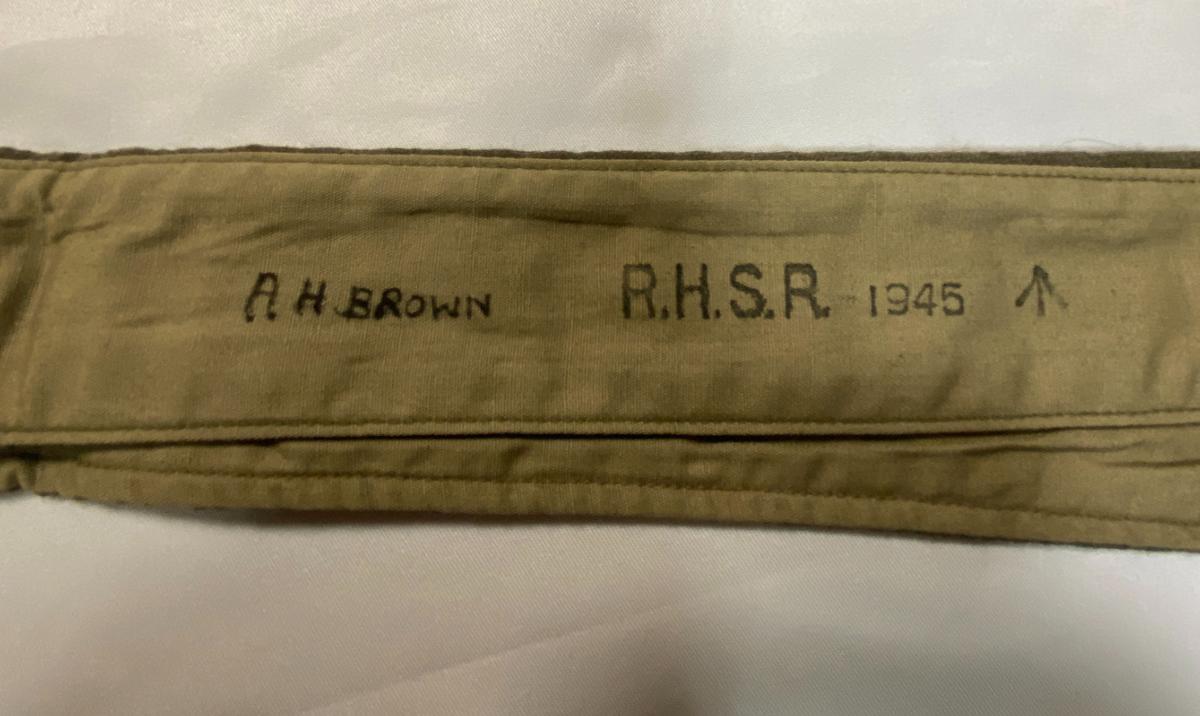 A H. BROWN R.H.S.R. 1945 ↑